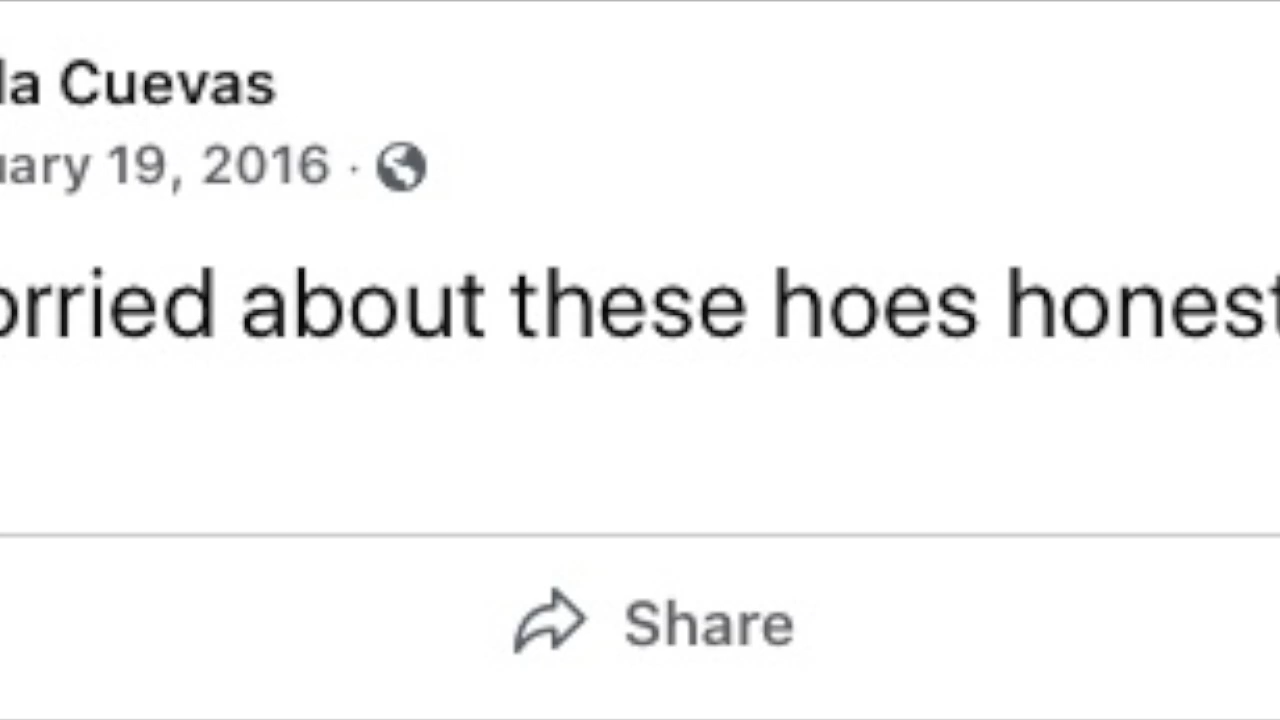 la Cuevas
uary 19, 2016 ·
orried about these hoes honest
Share